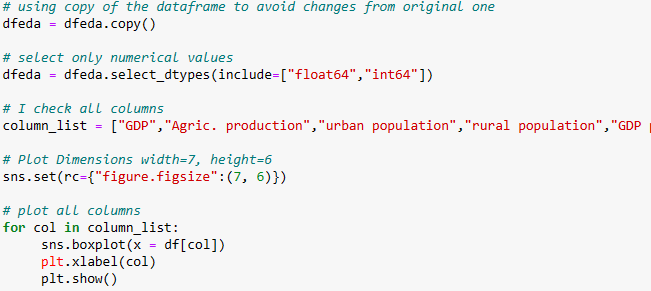 # using copy of the dataframe to avoid changes from original one
dfeda = dfeda.copy()
# select only numerical values
dfeda = dfeda.select_dtypes(include=["float64","int64"])
# I check all columns
column_list = ["GDP","Agric. production","urban population","rural population","GDP
# Plot Dimensions width=7, height=6
sns.set(rc={"figure.figsize":(7, 6)})
# plot all columns
for col in column_list:
    sns.boxplot(x = df[col])
    plt.xlabel(col)
    plt.show()